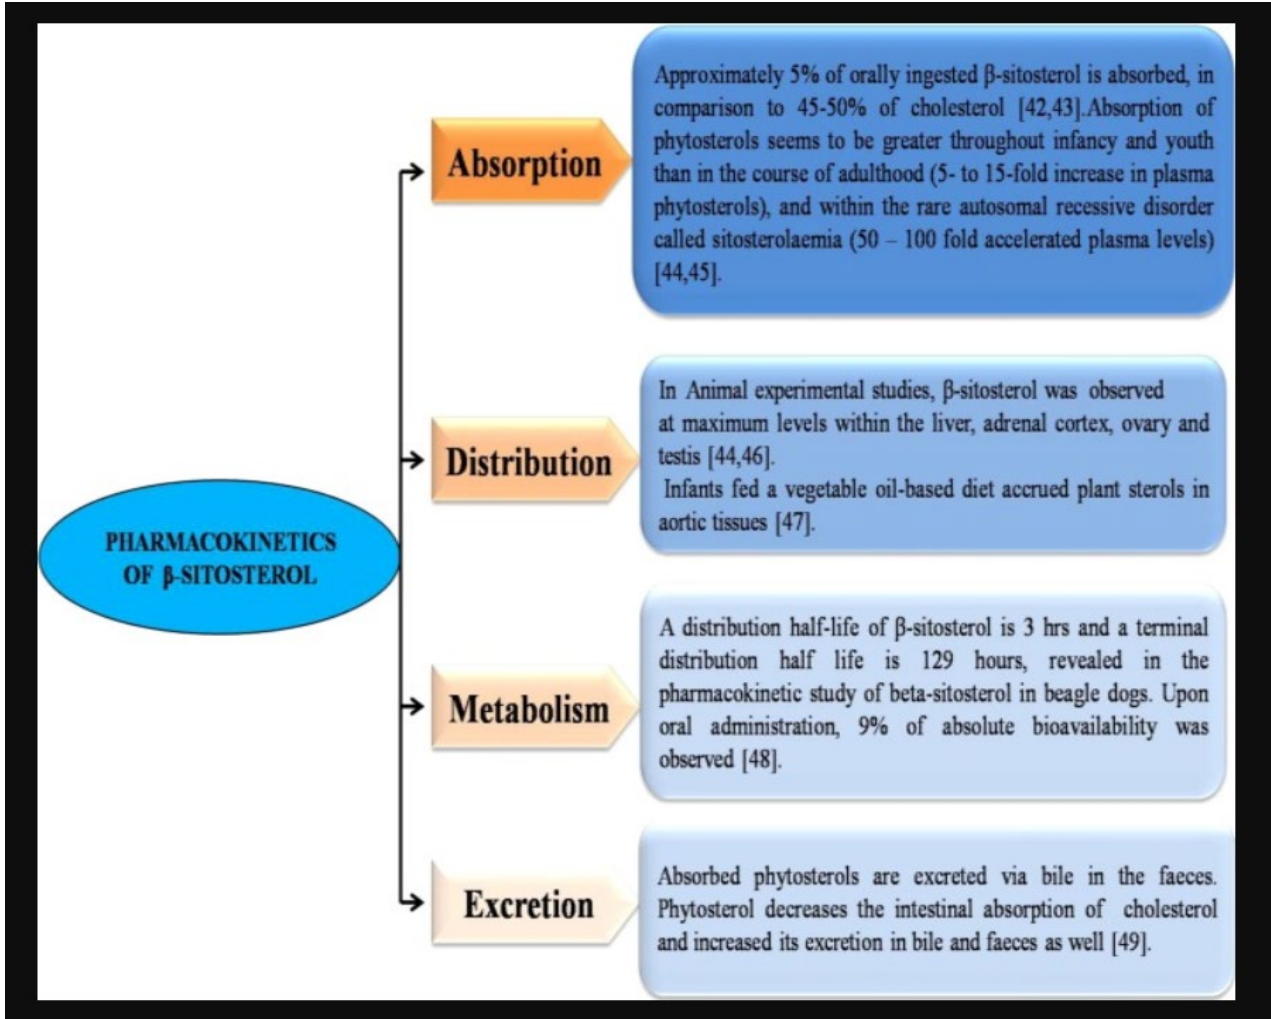 PHARMACOKINETICS
OF β-SITOSTEROL
Absorption
Approximately 5% of orally ingested β-sitosterol is absorbed, in
comparison to 45-50% of cholesterol [42,43].Absorption of
phytosterols seems to be greater throughout infancy and youth
than in the course of adulthood (5- to 15-fold increase in plasma
phytosterols), and within the rare autosomal recessive disorder
called sitosterolaemia (50 – 100 fold accelerated plasma levels)
[44,45].
Distribution
In Animal experimental studies, β-sitosterol was observed
at maximum levels within the liver, adrenal cortex, ovary and
testis [44,46].
Infants fed a vegetable oil-based diet accrued plant sterols in
aortic tissues [47].
Metabolism
A distribution half-life of β-sitosterol is 3 hrs and a terminal
distribution half life is 129 hours, revealed in the
pharmacokinetic study of beta-sitosterol in beagle dogs. Upon
oral administration, 9% of absolute bioavailability was
observed [48].
Excretion
Absorbed phytosterols are excreted via bile in the faeces.
Phytosterol decreases the intestinal absorption of cholesterol
and increased its excretion in bile and faeces as well [49].